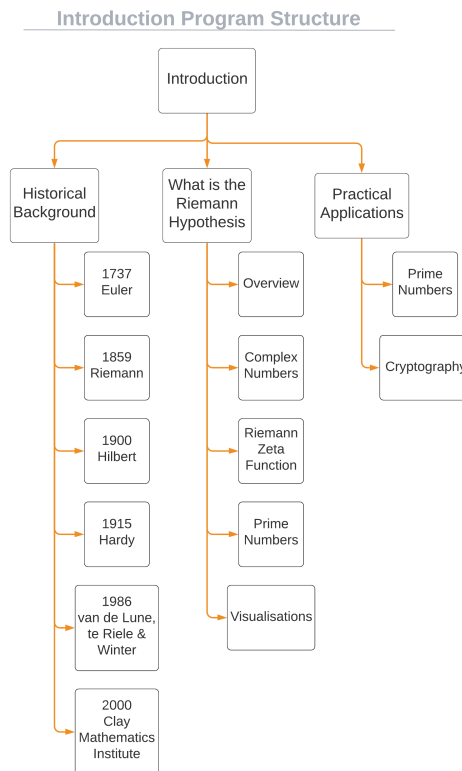 Introduction Program Structure
Introduction
Historical
Background
What is the
Riemann
Hypothesis
Practical
Applications
1737
Euler
1859
Riemann
1900
Hilbert
1915
Hardy
1986
van de Lune,
te Riele &
Winter
2000
Clay
Mathematics
Institute
Overview
Complex
Numbers
Riemann
Zeta
Function
Prime
Numbers
Visualisations
Prime
Numbers
Cryptography